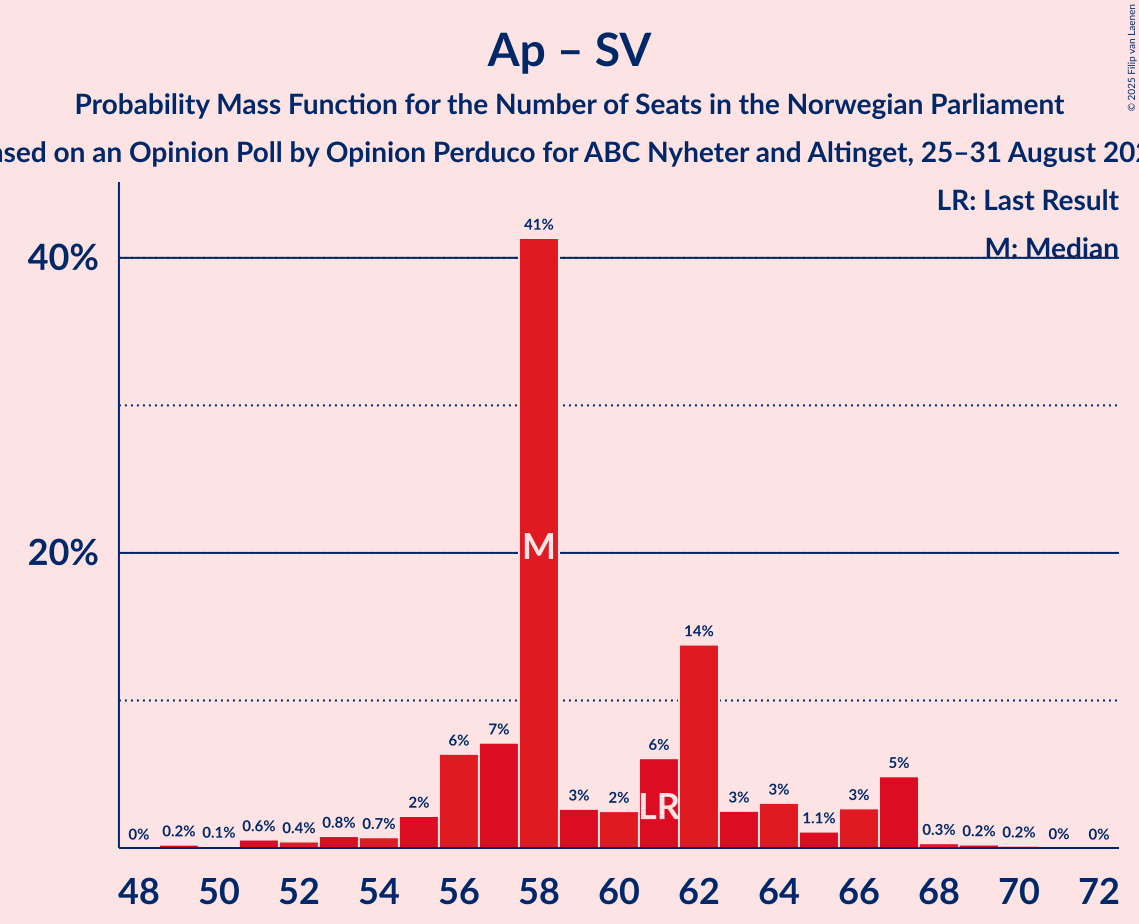 Ap – SV
Probability Mass Function for the Number of Seats in the Norwegian Parliament
on an Opinion Poll by Opinion Perduco for ABC Nyheter and Altinget, 25–31 August
© 2025 Filip van Laenen
LR: Last Result
M: Median
40%
20%
0% 0.2% 0.1% 0.6% 0.4% 0.8% 0.7% 2% 6% 7% 41% 3% 2% 6% 14% 3% 3% 1.1% 3% 5% 0.3% 0.2% 0.2% 0% 0%
M
LR
48 50 52 54 56 58 60 62 64 66 68 70 72